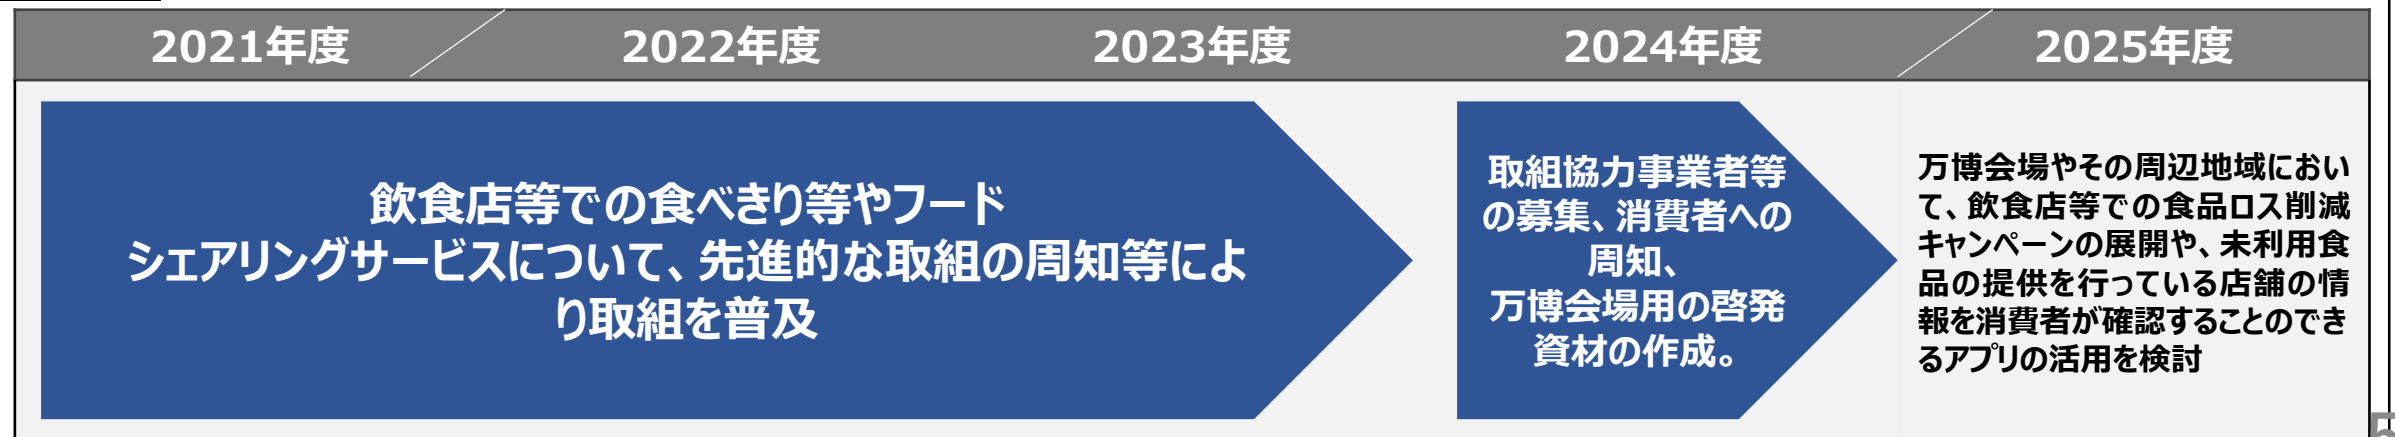 2021年度
2022年度
2023年度
2024年度
2025年度
飲食店等での食べきり等やフード
シェアリングサービスについて、先進的な取組の周知等によ
り取組を普及
取組協力事業者等
の募集、消費者への
周知、
万博会場用の啓発
資材の作成。
万博会場やその周辺地域におい
て、飲食店等での食品ロス削減
キャンペーンの展開や、未利用食
品の提供を行っている店舗の情
報を消費者が確認することのでき
るアプリの活用を検討